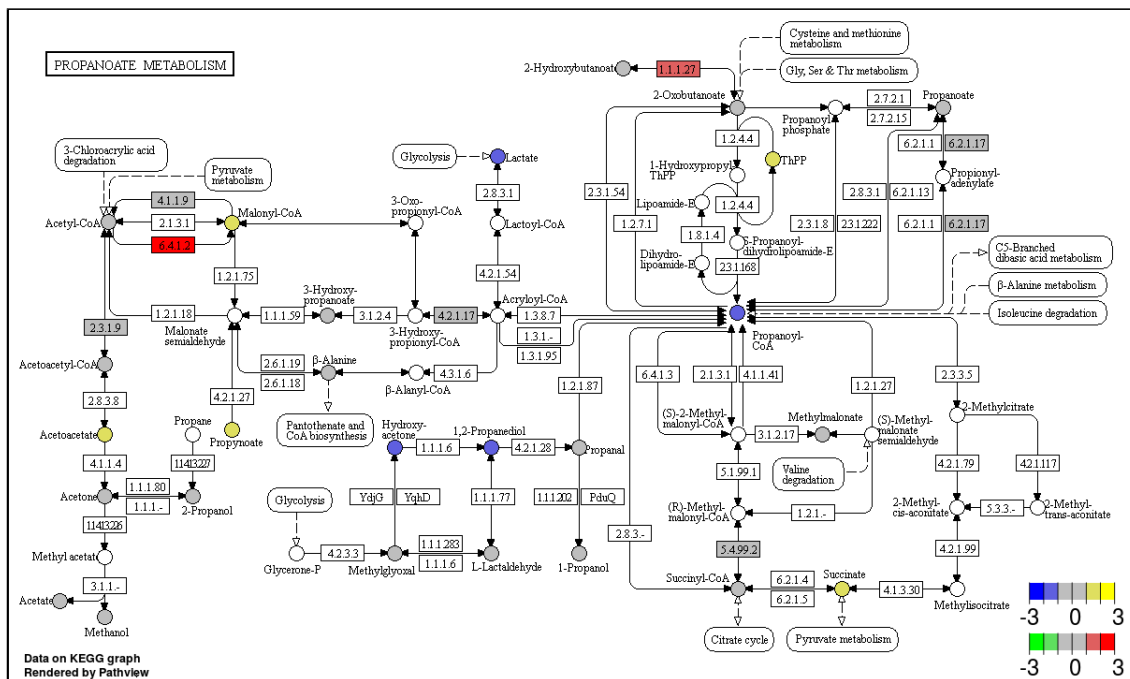 PROPANOATE METABOLISM
Cysteine and methionine
metabolism
2-Hydroxybutanoate
1.1.1.27
Gly, Ser & Thr metabolism
2-Oxobutanoate
Propanoyl
phosphate
2.7.2.1
2.7.2.15
Propanoate
3-Chloroacrylic acid
degradation
Pyruvate
metabolism
Glycolysis
Lactate
1.2.4.4
ThPP
6.2.1.1
6.2.1.17
1-Hydroxypropyl-
ThPP
Propionyl-
adenylate
4.1.1.9
Acetyl-CoA
2.1.3.1
Malonyl-CoA
6.4.1.2
3-Oxo-
propionyl-CoA
2.8.3.1
Lactoyl-CoA
2.3.1.54
1.2.7.1
Lipoamide-E
1.2.4.4
2.8.3.1
6.2.1.13
2.3.1.8
2.3.1.222
6.2.1.1
6.2.1.17
1.8.1.4
S-Propanoyl-
dihydrolipoamide-E
Dihydro-
lipoamide-E
2.3.1.168
C5-Branched
dibasic acid metabolism
β-Alanine metabolism
Isoleucine degradation
1.2.1.75
4.2.1.54
3-Hydroxy-
propanoate
Acryloyl-CoA
1.2.1.18
Malonate
semialdehyde
1.1.1.59
3.1.2.4
3-Hydroxy-
propionyl-CoA
4.2.1.17
1.3.8.7
1.3.1.-
1.3.1.95
Propanoyl-
CoA
2.3.1.9
Acetoacetyl-CoA
2.6.1.19
2.6.1.18
β-Alanine
4.3.1.6
β-Alanyl-CoA
1.2.1.87
6.4.1.3
2.1.3.1
4.1.1.41
1.2.1.27
2.3.3.5
2.8.3.8
4.2.1.27
Acetoacetate
Propane
Propynoate
Pantothenate and
CoA biosynthesis
Hydroxy-
acetone
1,2-Propanediol
1.1.1.6
4.2.1.28
Propanal
(S)-2-Methyl-
malonyl-CoA
3.1.2.17
Methylmalonate
(S)-Methyl-
malonate
semialdehyde
2-Methylcitrate
4.1.1.4
1.14.13.227
5.1.99.1
Valine
degradation
4.2.1.79
4.2.1.117
Acetone
1.1.1.80
1.1.1.-
2-Propanol
Glycolysis
YdjG
YqhD
1.1.1.77
1.1.1.202
PduQ
(R)-Methyl-
malonyl-CoA
1.2.1.-
2-Methyl-
cis-aconitate
5.3.3.-
2-Methyl-
trans-aconitate
1.14.13.226
2.8.3.-
Methyl acetate
Glycerone-P
4.2.3.3
Methylglyoxal
1.1.1.283
1.1.1.6
L-Lactaldehyde
1-Propanol
5.4.99.2
4.2.1.99
3.1.1.-
Acetate
Methanol
Succinyl-CoA
6.2.1.4
6.2.1.5
Succinate
4.1.3.30
Methylisocitrate
Citrate cycle
Pyruvate metabolism
-3 0 3
-3 0 3
Data on KEGG graph
Rendered by Pathview